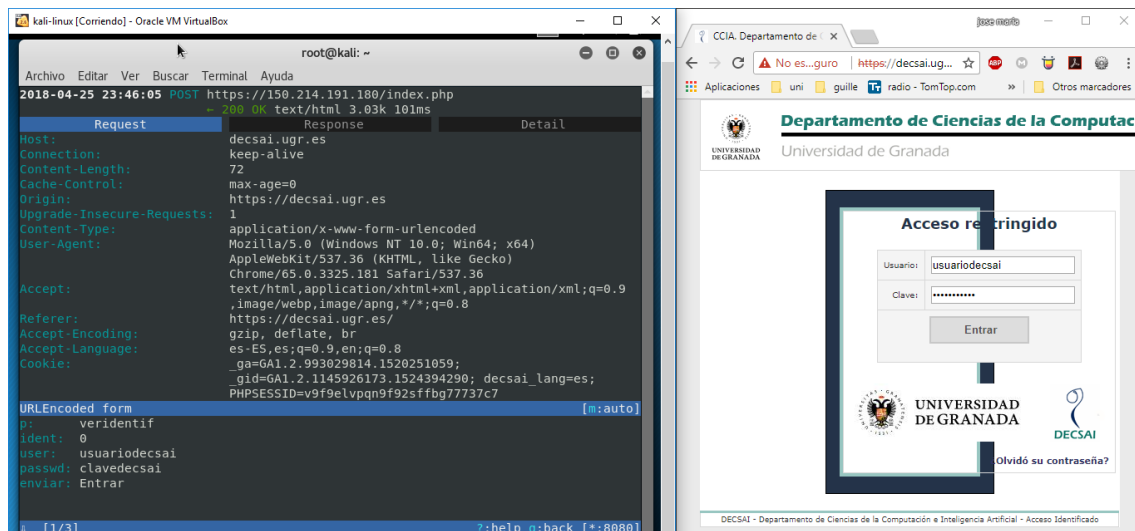 kali-linux [Corriendo] - Oracle VM VirtualBox
root@kali: ~
Archivo Editar Ver Buscar Terminal Ayuda
2018-04-25 23:46:05 POST https://150.214.191.180/index.php
← 200 OK text/html 3.03k 101ms
Request Response Detail
Host: decsai.ugr.es
Connection: keep-alive
Content-Length: 72
Cache-Control: max-age=0
Origin: https://decsai.ugr.es
Upgrade-Insecure-Requests: 1
Content-Type: application/x-www-form-urlencoded
User-Agent: Mozilla/5.0 (Windows NT 10.0; Win64; x64)
AppleWebKit/537.36 (KHTML, like Gecko)
Chrome/65.0.3325.181 Safari/537.36
Accept: text/html,application/xhtml+xml,application/xml;q=0.9
,image/webp,image/apng,*/*;q=0.8
Referer: https://decsai.ugr.es/
Accept-Encoding: gzip, deflate, br
Accept-Language: es-ES,es;q=0.9,en;q=0.8
Cookie: _ga=GA1.2.993029814.1520251059;
_gid=GA1.2.1145926173.1524394290; decsai_lang=es;
PHPSESSID=v9f9elvpqn9f92sffbg77737c7
URLEncoded form [m:auto]
p: veridentif
ident: 0
user: usuariodecsai
passwd: clavedecsai
enviar: Entrar
[1/3] ?:help q:back [*:8080]
jose maria
CCIA. Departamento de C
No es...guro https://decsai.ug...
ABP
Aplicaciones uni guille radio - TomTop.com » Otros marcadores
Departamento de Ciencias de la Computac
Universidad de Granada
UNIVERSIDAD
DE GRANADA
Acceso restringido
Usuario: usuariodecsai
Clave: •••••••••••
Entrar
UNIVERSIDAD
DE GRANADA
DECSAI
¿Olvidó su contraseña?
DECSAI - Departamento de Ciencias de la Computación e Inteligencia Artificial - Acceso Identificado